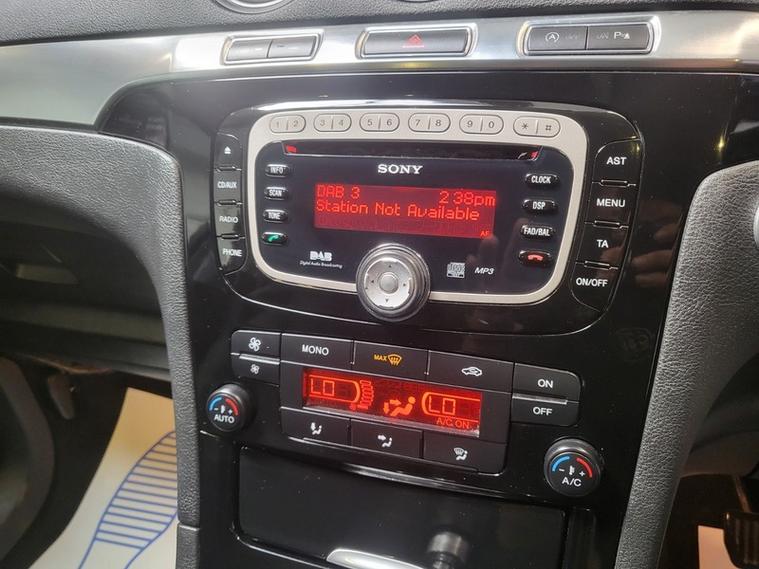 A
P
1 2
3 4
5 6
7 8
9 0
* #
SONY
INFO
SCAN
TONE
CD/AUX
RADIO
PHONE
DAB 3 2:38pm
Station Not Available
AF
CLOCK
DSP
FAD/BAL
AST
MENU
TA
ON/OFF
DAB
Digital Audio Broadcasting
MP3
MONO
MAX
ON
OFF
LO
LO
A/C ON
AUTO
A/C